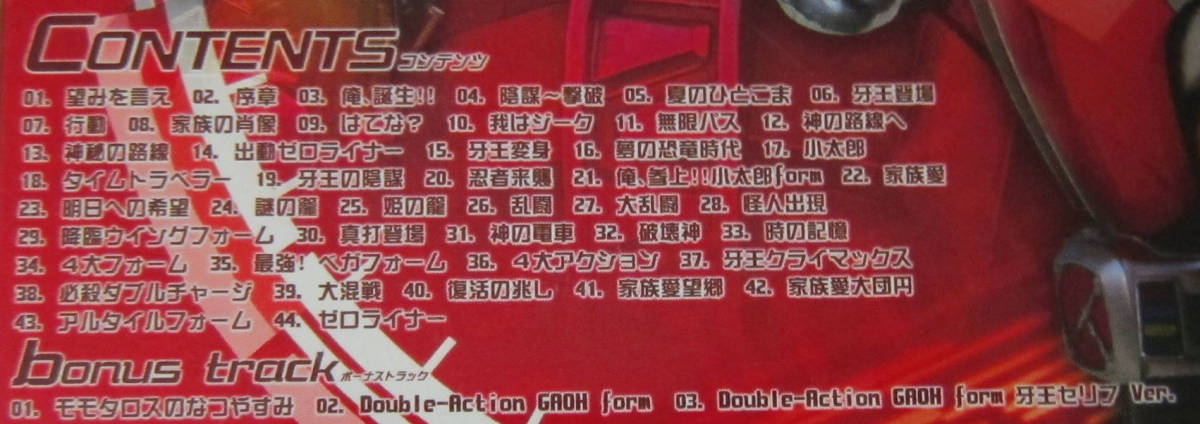 CONTENTS コンテンツ
01. 望みを言え 02. 序章 03. 俺、誕生!! 04. 陰謀～撃破 05. 夏のひとこま 06. 牙王登場
07. 行動 08. 家族の肖像 09. はてな? 10. 我はジーク 11. 無限パス 12. 神の路線へ
13. 神秘の路線 14. 出動ゼロライナー 15. 牙王変身 16. 夢の恐竜時代 17. 小太郎
18. タイムトラベラー 19. 牙王の陰謀 20. 忍者来襲 21. 俺、参上!!小太郎form 22. 家族愛
23. 明日への希望 24. 謎の籠 25. 姫の籠 26. 乱闘 27. 大乱闘 28. 怪人出現
29. 降臨ウイングフォーム 30. 真打登場 31. 神の電車 32. 破壊神 33. 時の記憶
34. 4大フォーム 35. 最強!ベガフォーム 36. 4大アクション 37. 牙王クライマックス
38. 必殺ダブルチャージ 39. 大混戦 40. 復活の兆し 41. 家族愛望郷 42. 家族愛大団円
43. アルタイルフォーム 44. ゼロライナー
bonus track ボーナストラック
01. モモタロスのなつやすみ 02. Double-Action GAOH form 03. Double-Action GAOH form 牙王セリフ Ver.